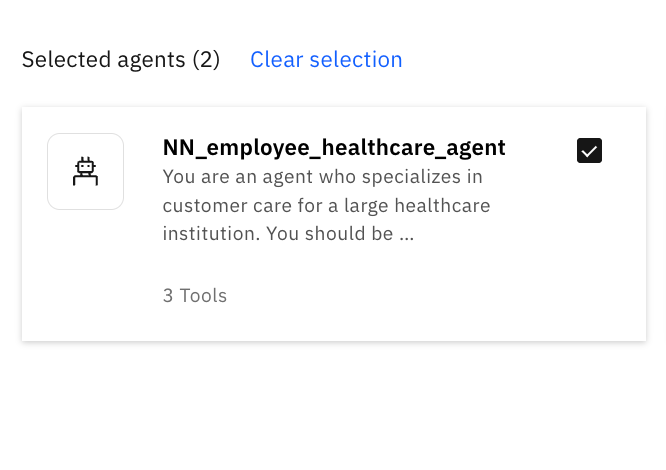 Selected agents (2) Clear selection
NN_employee_healthcare_agent
You are an agent who specializes in
customer care for a large healthcare
institution. You should be ...
3 Tools